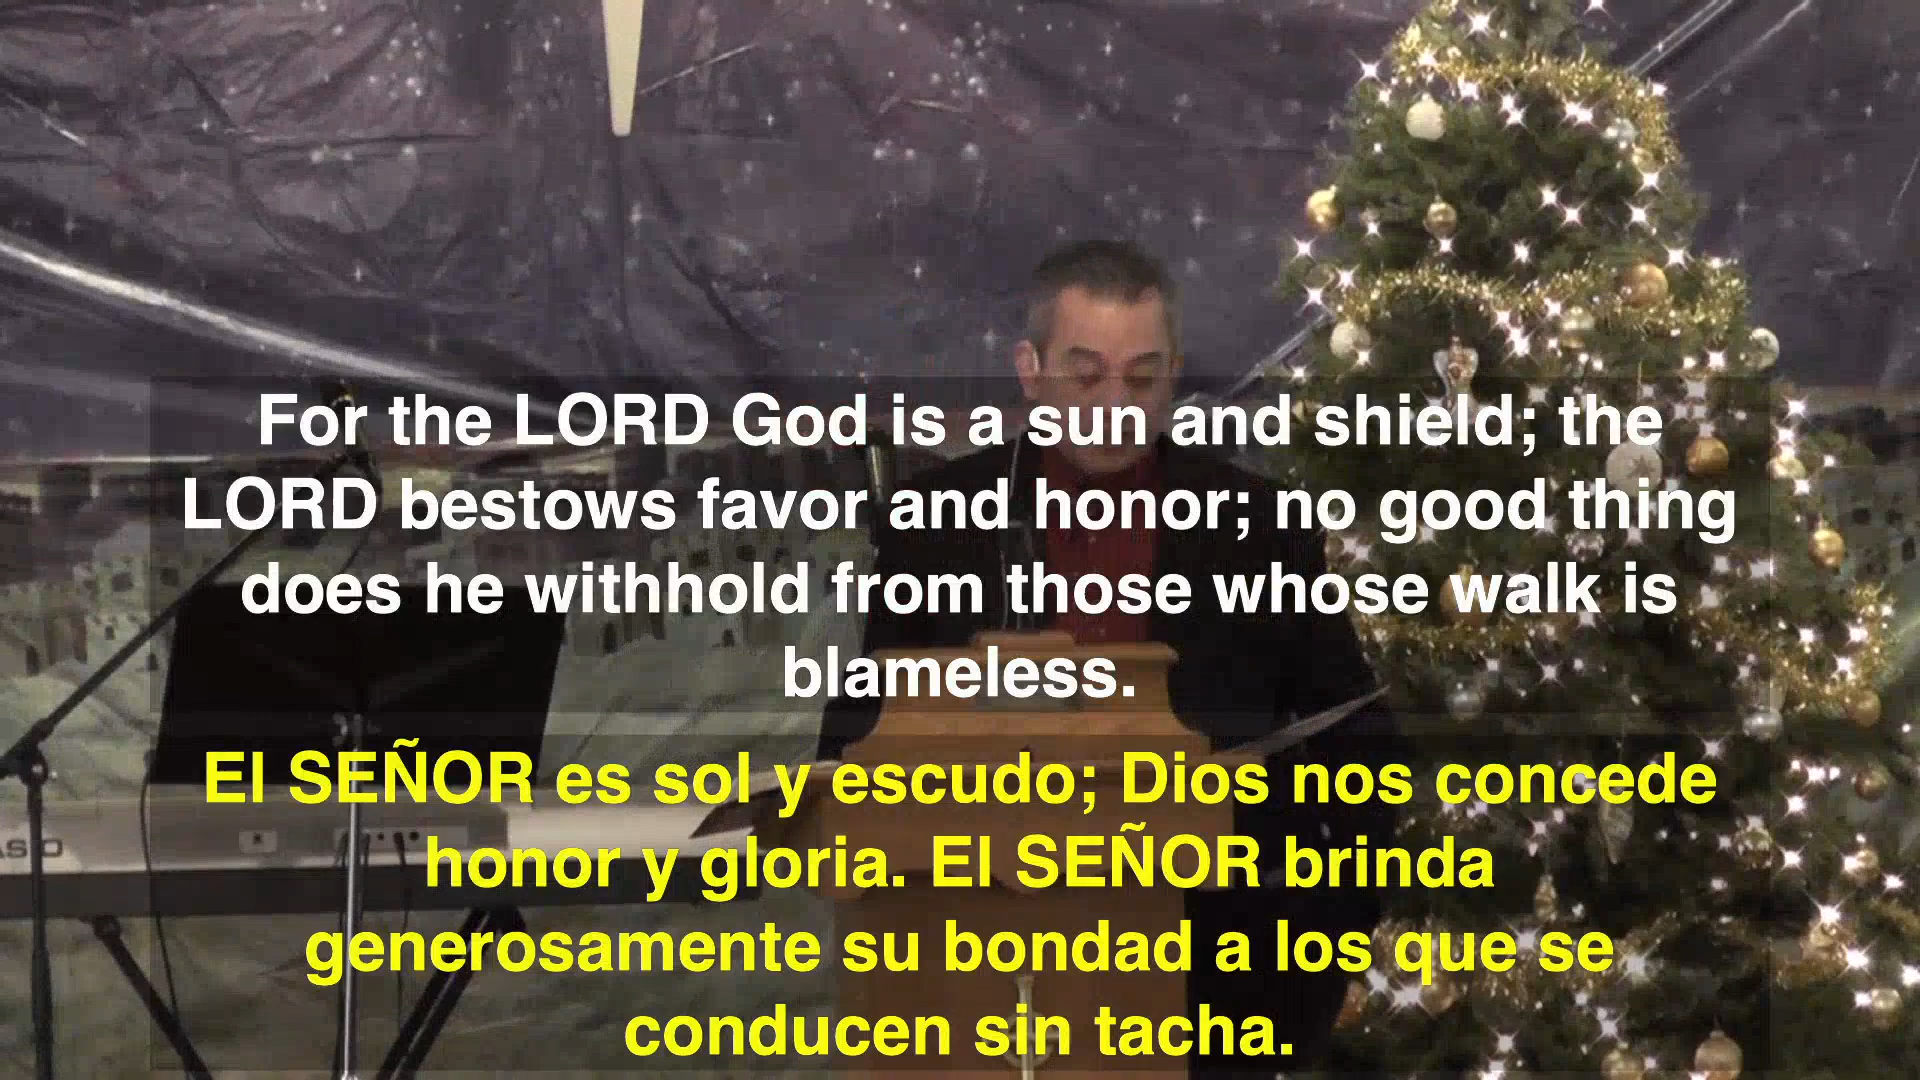 For the LORD God is a sun and shield; the
LORD bestows favor and honor; no good thing
does he withhold from those whose walk is
blameless.
El SEÑOR es sol y escudo; Dios nos concede
honor y gloria. El SEÑOR brinda
generosamente su bondad a los que se
conducen sin tacha.